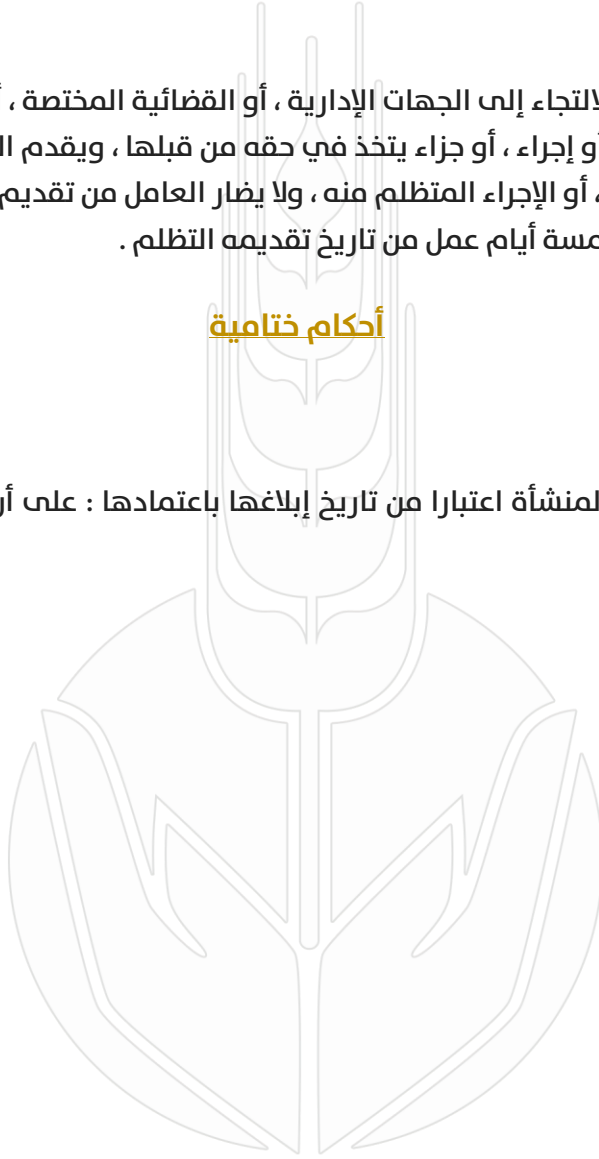 الالتجاء إلى الجهات الإدارية ، أو القضائية المختصة ،
أو إجراء ، أو جزاء يتخذ في حقه من قبلها ، ويقدم
، أو الإجراء المتظلم منه ، ولا يضار العامل من تقديم
أيام عمل من تاريخ تقديمه التظلم .
أحكام ختامية
المنشأة اعتبارا من تاريخ إبلاغها باعتمادها : على